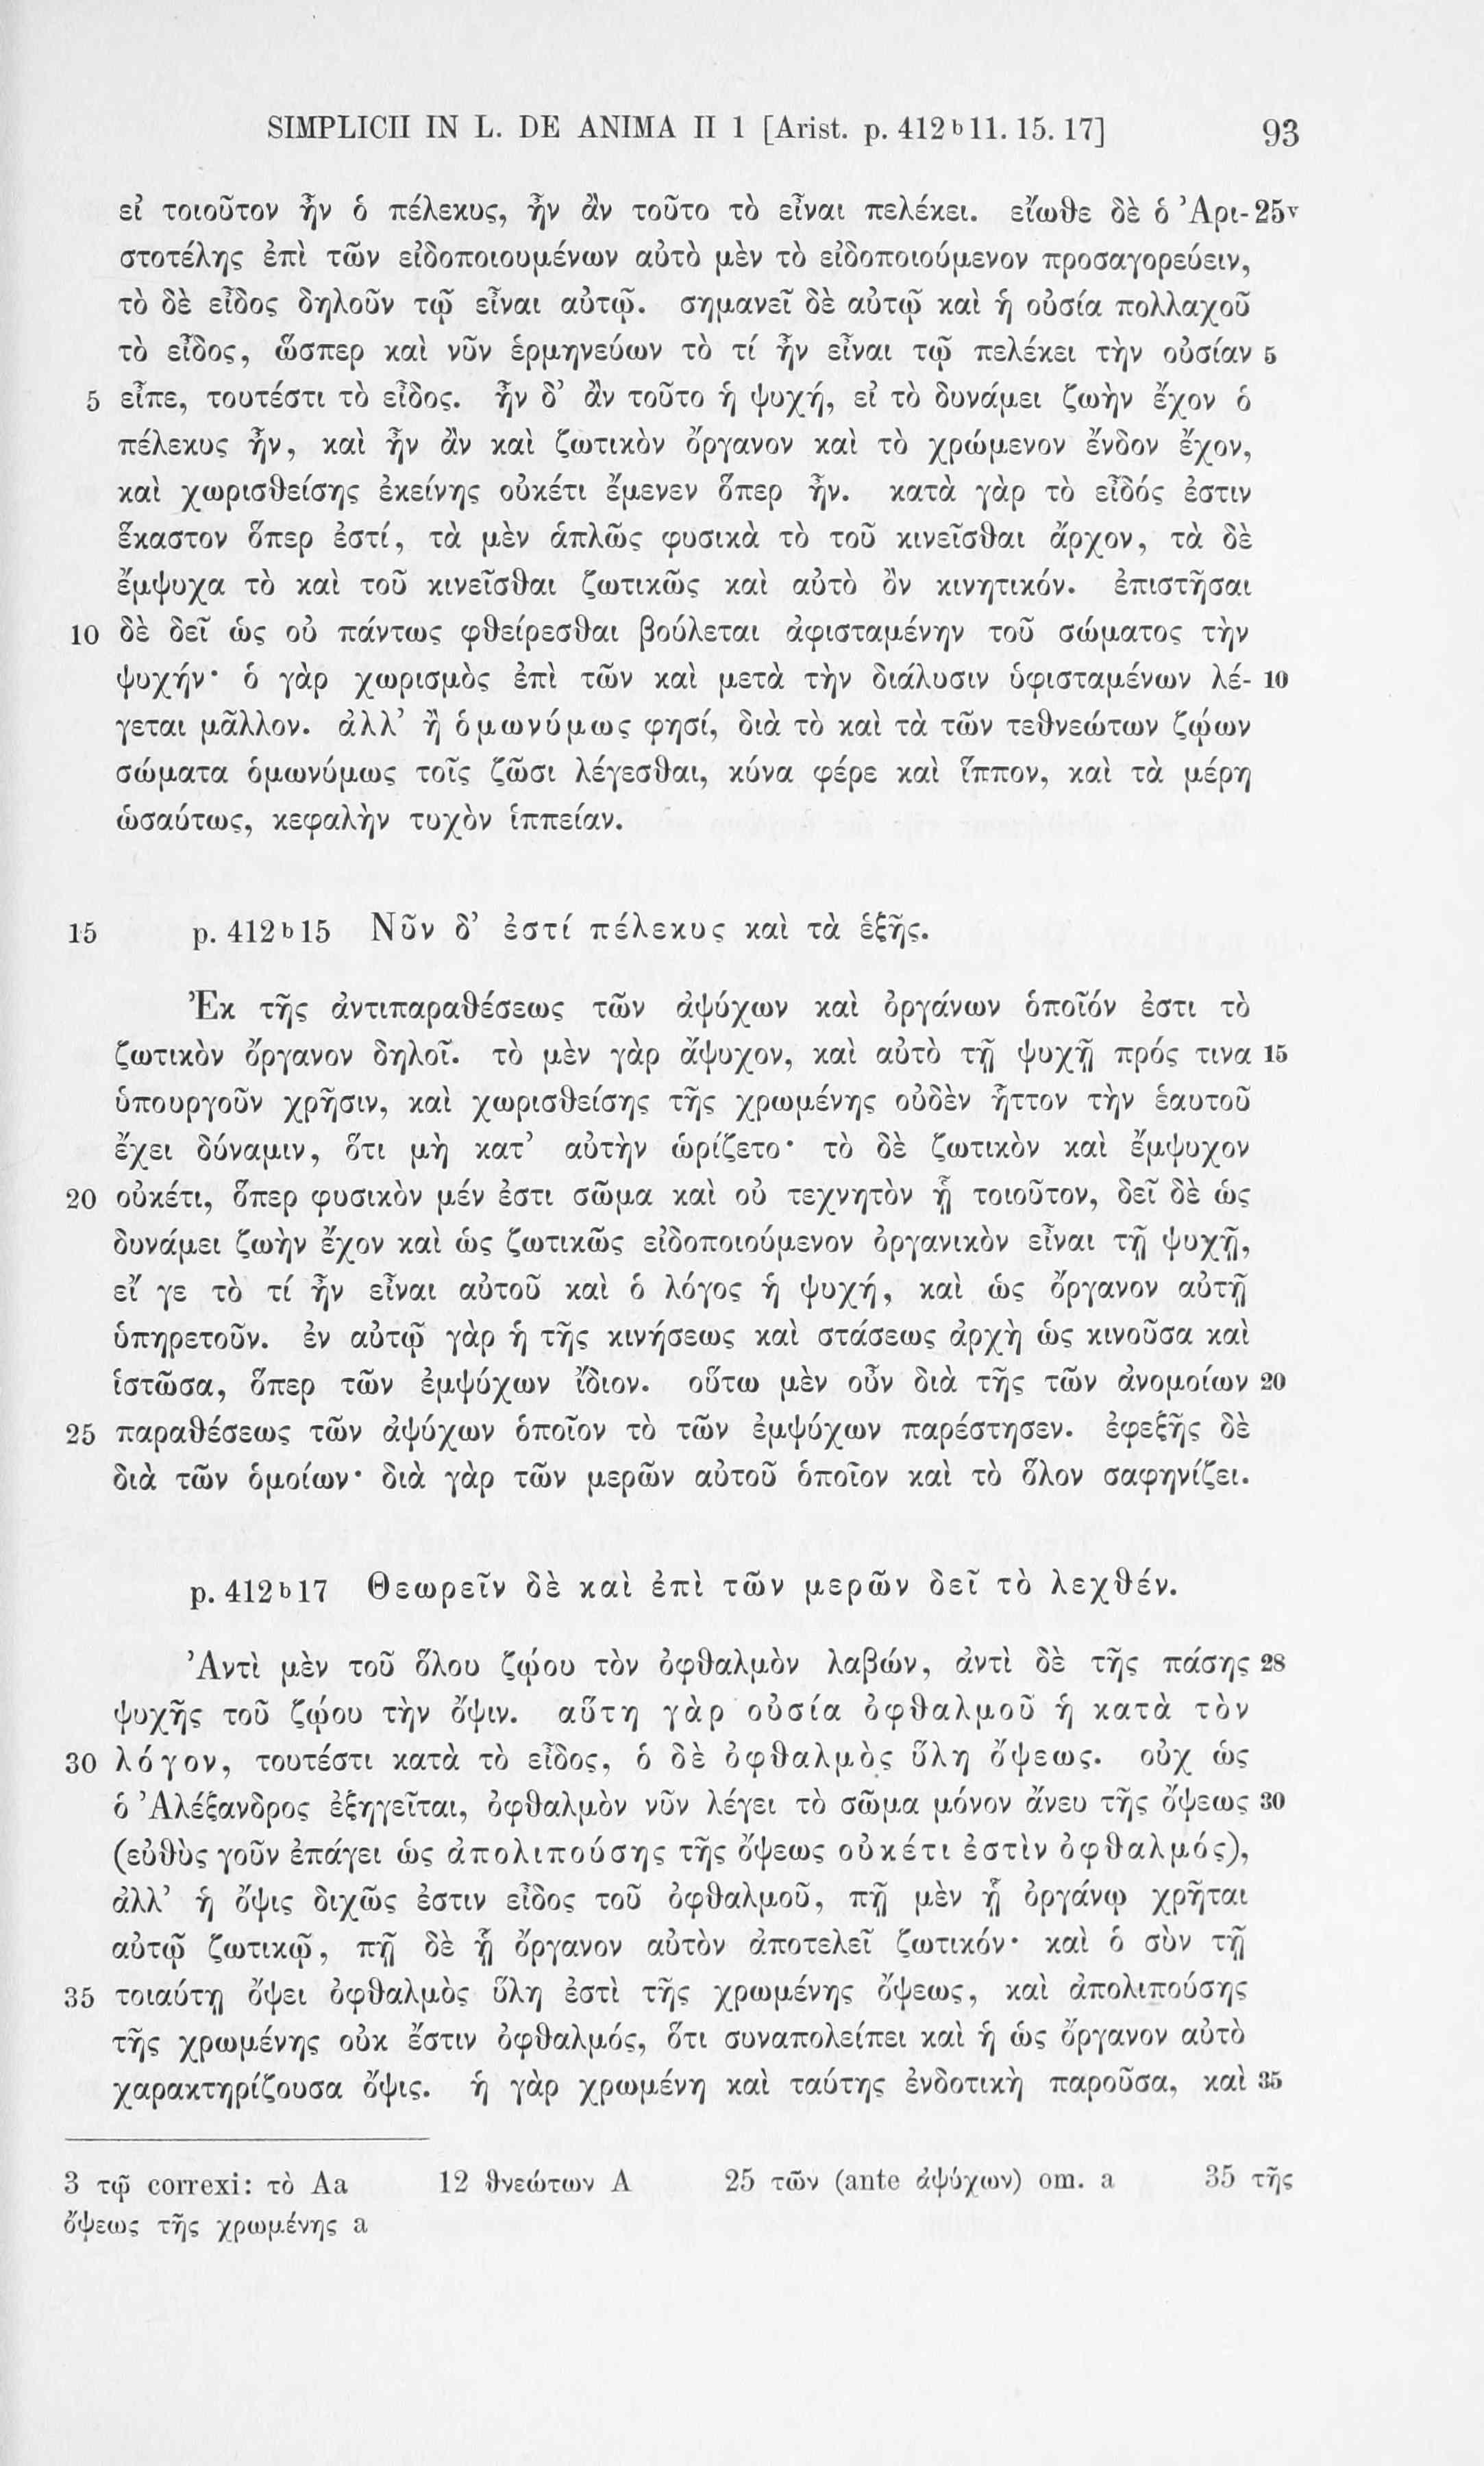 SIMPLICII IN L. DE ANIMA II 1 [Arist. p. 412ᵇ11. 15. 17] 93
εἰ τοιοῦτον ἦν ὁ πέλεκυς, ἦν ἂν τοῦτο τὸ εἶναι πελέκει. εἴωθε δὲ ὁ Ἀρι- 25ᵛ
στοτέλης ἐπὶ τῶν εἰδοποιουμένων αὐτὸ μὲν τὸ εἰδοποιούμενον προσαγορεύειν,
τὸ δὲ εἶδος δηλοῦν τῷ εἶναι αὐτῷ. σημανεῖ δὲ αὐτῷ καὶ ἡ οὐσία πολλαχοῦ
τὸ εἶδος, ὥσπερ καὶ νῦν ἑρμηνεύων τὸ τί ἦν εἶναι τῷ πελέκει τὴν οὐσίαν 5
5 εἶπε, τουτέστι τὸ εἶδος. ἦν δ’ ἂν τοῦτο ἡ ψυχή, εἰ τὸ δυνάμει ζωὴν ἔχον ὁ
πέλεκυς ἦν, καὶ ἦν ἂν καὶ ζωτικὸν ὄργανον καὶ τὸ χρώμενον ἔνδον ἔχον,
καὶ χωρισθείσης ἐκείνης οὐκέτι ἔμενεν ὅπερ ἦν. κατὰ γὰρ τὸ εἶδός ἐστιν
ἕκαστον ὅπερ ἐστί, τὰ μὲν ἁπλῶς φυσικὰ τὸ τοῦ κινεῖσθαι ἄρχον, τὰ δὲ
ἔμψυχα τὸ καὶ τοῦ κινεῖσθαι ζωτικῶς καὶ αὐτὸ ὂν κινητικόν. ἐπιστῆσαι
10 δὲ δεῖ ὡς οὐ πάντως φθείρεσθαι βούλεται ἀφισταμένην τοῦ σώματος τὴν
ψυχήν· ὁ γὰρ χωρισμὸς ἐπὶ τῶν καὶ μετὰ τὴν διάλυσιν ὑφισταμένων λέ- 10
γεται μᾶλλον. ἀλλ’ ἢ ὁμωνύμως φησί, διὰ τὸ καὶ τὰ τῶν τεθνεώτων ζῴων
σώματα ὁμωνύμως τοῖς ζῶσι λέγεσθαι, κύνα φέρε καὶ ἵππον, καὶ τὰ μέρη
ὡσαύτως, κεφαλὴν τυχὸν ἱππείαν.
15 p. 412ᵇ15 Νῦν δ’ ἐστί πέλεκυς καὶ τὰ ἑξῆς.
Ἐκ τῆς ἀντιπαραθέσεως τῶν ἀψύχων καὶ ὀργάνων ὁποῖόν ἐστι τὸ
ζωτικὸν ὄργανον δηλοῖ. τὸ μὲν γὰρ ἄψυχον, καὶ αὐτὸ τῇ ψυχῇ πρός τινα 15
ὑπουργοῦν χρῆσιν, καὶ χωρισθείσης τῆς χρωμένης οὐδὲν ἧττον τὴν ἑαυτοῦ
ἔχει δύναμιν, ὅτι μὴ κατ’ αὐτὴν ὡρίζετο· τὸ δὲ ζωτικὸν καὶ ἔμψυχον
20 οὐκέτι, ὅπερ φυσικὸν μέν ἐστι σῶμα καὶ οὐ τεχνητὸν ᾗ τοιοῦτον, δεῖ δὲ ὡς
δυνάμει ζωὴν ἔχον καὶ ὡς ζωτικῶς εἰδοποιούμενον ὀργανικὸν εἶναι τῇ ψυχῇ,
εἴ γε τὸ τί ἦν εἶναι αὐτοῦ καὶ ὁ λόγος ἡ ψυχή, καὶ ὡς ὄργανον αὐτῇ
ὑπηρετοῦν. ἐν αὐτῷ γὰρ ἡ τῆς κινήσεως καὶ στάσεως ἀρχὴ ὡς κινοῦσα καὶ
ἱστῶσα, ὅπερ τῶν ἐμψύχων ἴδιον. οὕτω μὲν οὖν διὰ τῆς τῶν ἀνομοίων 20
25 παραθέσεως τῶν ἀψύχων ὁποῖον τὸ τῶν ἐμψύχων παρέστησεν. ἐφεξῆς δὲ
διὰ τῶν ὁμοίων· διὰ γὰρ τῶν μερῶν αὐτοῦ ὁποῖον καὶ τὸ ὅλον σαφηνίζει.
p. 412ᵇ17 Θεωρεῖν δὲ καὶ ἐπὶ τῶν μερῶν δεῖ τὸ λεχθέν.
Ἀντὶ μὲν τοῦ ὅλου ζῴου τὸν ὀφθαλμὸν λαβών, ἀντὶ δὲ τῆς πάσης 28
ψυχῆς τοῦ ζῴου τὴν ὄψιν. αὕτη γὰρ οὐσία ὀφθαλμοῦ ἡ κατὰ τὸν
30 λόγον, τουτέστι κατὰ τὸ εἶδος, ὁ δὲ ὀφθαλμὸς ὕλη ὄψεως. οὐχ ὡς
ὁ Ἀλέξανδρος ἐξηγεῖται, ὀφθαλμὸν νῦν λέγει τὸ σῶμα μόνον ἄνευ τῆς ὄψεως 30
(εὐθὺς γοῦν ἐπάγει ὡς ἀπολιπούσης τῆς ὄψεως οὐκέτι ἐστὶν ὀφθαλμός),
ἀλλ’ ἡ ὄψις διχῶς ἐστιν εἶδος τοῦ ὀφθαλμοῦ, πῇ μὲν ᾗ ὀργάνῳ χρῆται
αὐτῷ ζωτικῷ, πῇ δὲ ᾗ ὄργανον αὐτὸν ἀποτελεῖ ζωτικόν· καὶ ὁ σὺν τῇ
35 τοιαύτῃ ὄψει ὀφθαλμὸς ὕλη ἐστὶ τῆς χρωμένης ὄψεως, καὶ ἀπολιπούσης
τῆς χρωμένης οὐκ ἔστιν ὀφθαλμός, ὅτι συναπολείπει καὶ ἡ ὡς ὄργανον αὐτὸ
χαρακτηρίζουσα ὄψις. ἡ γὰρ χρωμένη καὶ ταύτης ἐνδοτικὴ παροῦσα, καὶ 35
3 τῷ correxi: τὸ Aa 12 θνεώτων A 25 τῶν (ante ἀψύχων) om. a 35 τῆς
ὄψεως τῆς χρωμένης a